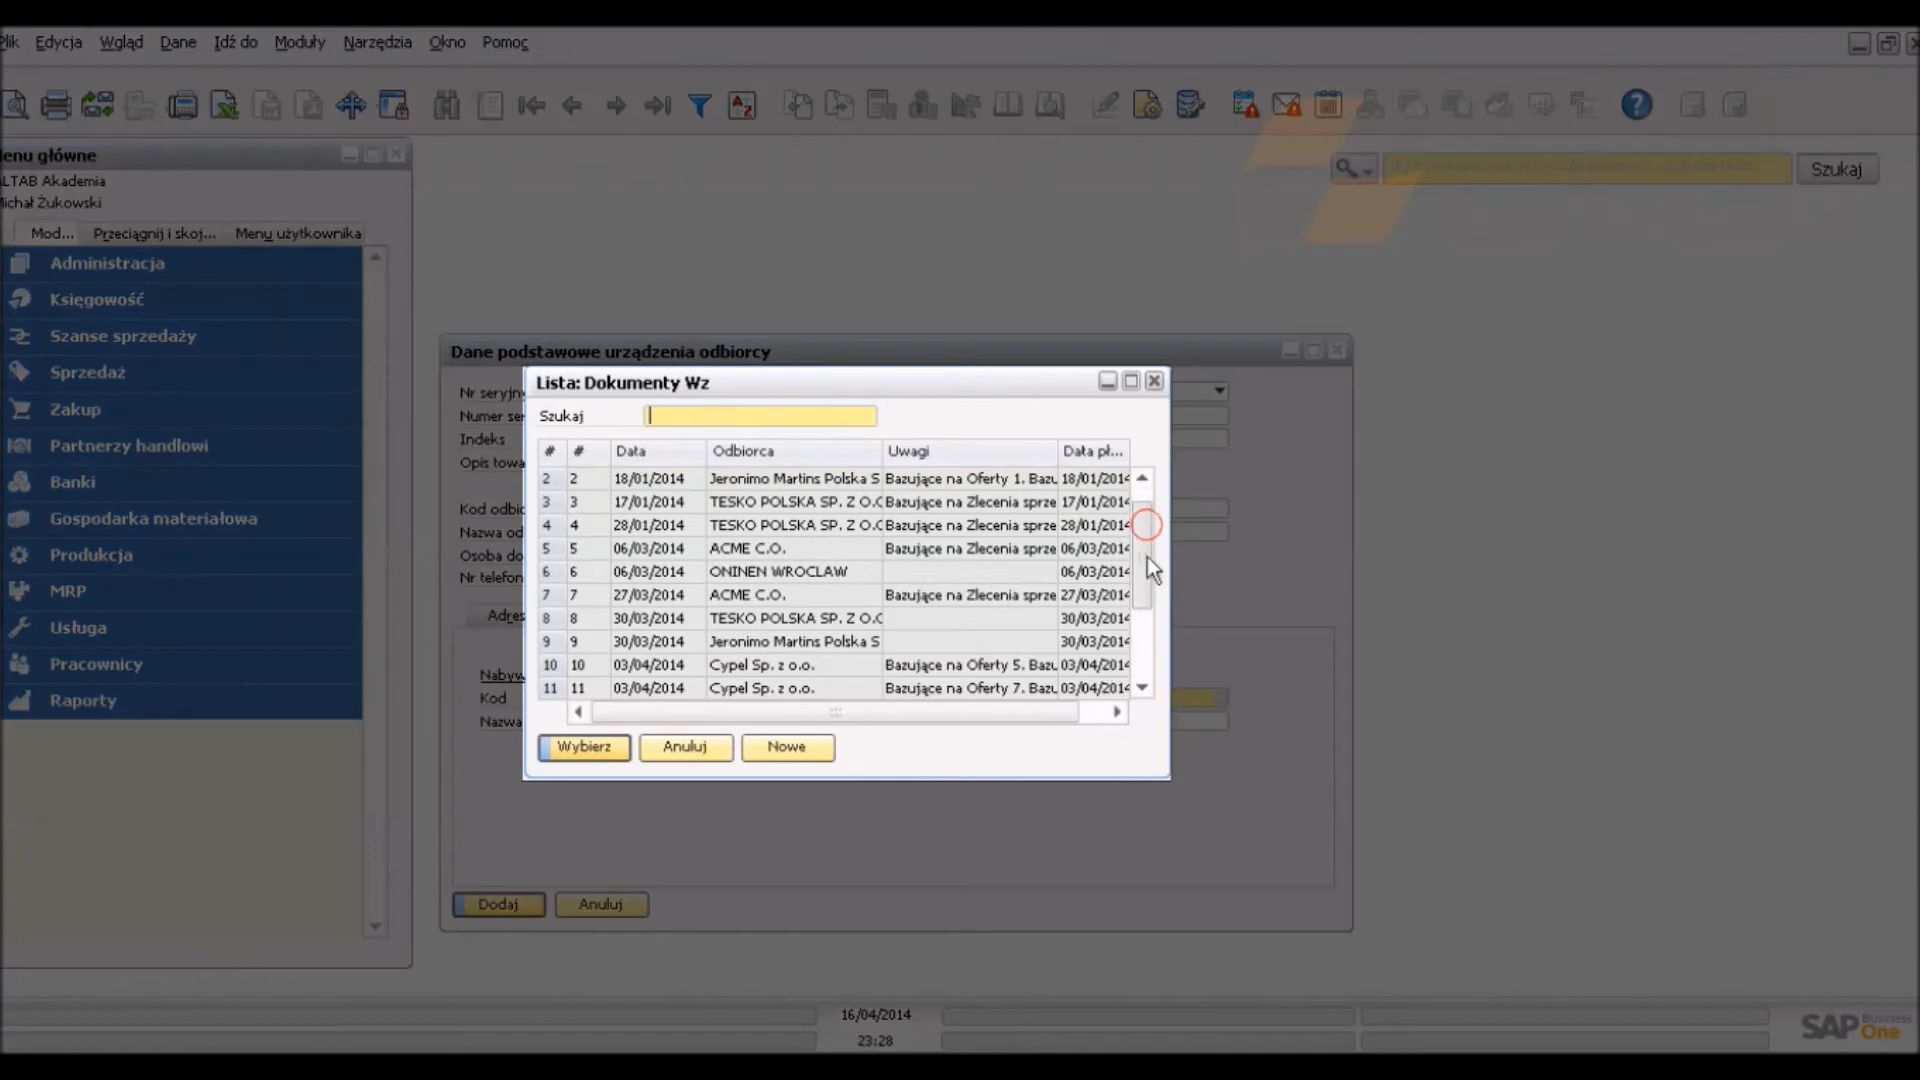 Plik Edycja Wgląd Dane Idź do Moduły Narzędzia Okno Pomoc
Menu główne
ALTAB Akademia
Michał Żukowski
Mod... Przeciągnij i skoj... Menu użytkownika
Administracja
Księgowość
Szanse sprzedaży
Sprzedaż
Zakup
Partnerzy handlowi
Banki
Gospodarka materiałowa
Produkcja
MRP
Usługa
Pracownicy
Raporty
Szukaj
Dane podstawowe urządzenia odbiorcy
Nr seryjny
Numer se
Indeks
Opis towa
Kod odbio
Nazwa od
Osoba do
Nr telefon
Adres
Nabyw
Kod
Nazwa
Dodaj Anuluj
Lista: Dokumenty Wz
Szukaj
# # Data Odbiorca Uwagi Data pł...
2 2 18/01/2014 Jeronimo Martins Polska S Bazujące na Oferty 1. Bazu 18/01/2014
3 3 17/01/2014 TESKO POLSKA SP. Z O.O Bazujące na Zlecenia sprze 17/01/2014
4 4 28/01/2014 TESKO POLSKA SP. Z O.O Bazujące na Zlecenia sprze 28/01/2014
5 5 06/03/2014 ACME C.O. Bazujące na Zlecenia sprze 06/03/2014
6 6 06/03/2014 ONINEN WROCLAW 06/03/2014
7 7 27/03/2014 ACME C.O. Bazujące na Zlecenia sprze 27/03/2014
8 8 30/03/2014 TESKO POLSKA SP. Z O.O 30/03/2014
9 9 30/03/2014 Jeronimo Martins Polska S 30/03/2014
10 10 03/04/2014 Cypel Sp. z o.o. Bazujące na Oferty 5. Bazu 03/04/2014
11 11 03/04/2014 Cypel Sp. z o.o. Bazujące na Oferty 7. Bazu 03/04/2014
Wybierz Anuluj Nowe
16/04/2014
23:28
SAP Business One